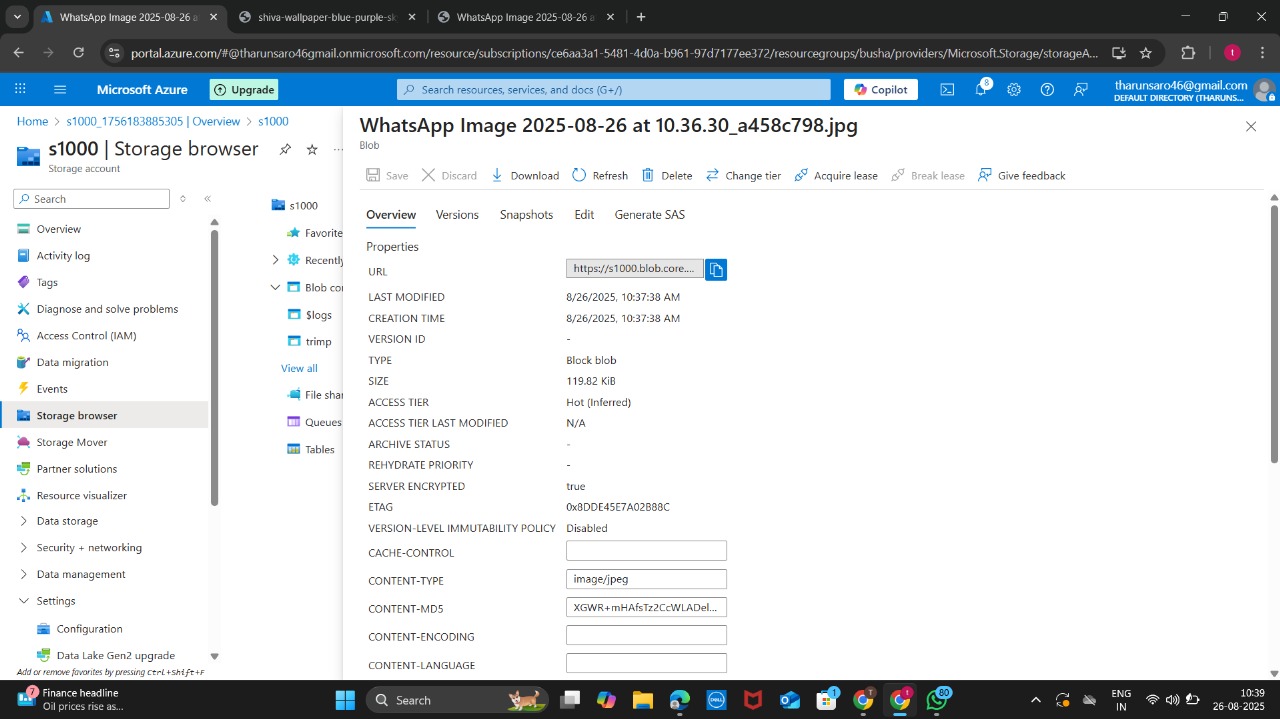 WhatsApp Image 2025-08-26 a
shiva-wallpaper-blue-purple-sk
WhatsApp Image 2025-08-26 a
portal.azure.com/#@tharunsaro46gmail.onmicrosoft.com/resource/subscriptions/ce6aa3a1-5481-4d0a-b961-97d7177ee372/resourcegroups/busha/providers/Microsoft.Storage/storageA...
t
Microsoft Azure
Upgrade
Search resources, services, and docs (G+/)
Copilot
8
tharunsaro46@gmail.com
DEFAULT DIRECTORY (THARUNS...
Home > s1000_1756183885305 | Overview > s1000
s1000 | Storage browser
Storage account
Search
Overview
Activity log
Tags
Diagnose and solve problems
Access Control (IAM)
Data migration
Events
Storage browser
Storage Mover
Partner solutions
Resource visualizer
Data storage
Security + networking
Data management
Settings
Configuration
Data Lake Gen2 upgrade
Add or remove favorites by pressing Ctrl+Shift+F
s1000
Favorite
Recently
Blob co
$logs
trimp
View all
File shar
Queues
Tables
WhatsApp Image 2025-08-26 at 10.36.30_a458c798.jpg
Blob
Save
Discard
Download
Refresh
Delete
Change tier
Acquire lease
Break lease
Give feedback
Overview
Versions
Snapshots
Edit
Generate SAS
Properties
URL https://s1000.blob.core....
LAST MODIFIED 8/26/2025, 10:37:38 AM
CREATION TIME 8/26/2025, 10:37:38 AM
VERSION ID -
TYPE Block blob
SIZE 119.82 KiB
ACCESS TIER Hot (Inferred)
ACCESS TIER LAST MODIFIED N/A
ARCHIVE STATUS -
REHYDRATE PRIORITY -
SERVER ENCRYPTED true
ETAG 0x8DDE45E7A02B88C
VERSION-LEVEL IMMUTABILITY POLICY Disabled
CACHE-CONTROL
CONTENT-TYPE image/jpeg
CONTENT-MD5 XGWR+mHAfsTz2CcWLADel...
CONTENT-ENCODING
CONTENT-LANGUAGE
7
Finance headline
Oil prices rise as...
Search
DELL
1
T
t
80
ENG
IN
10:39
26-08-2025